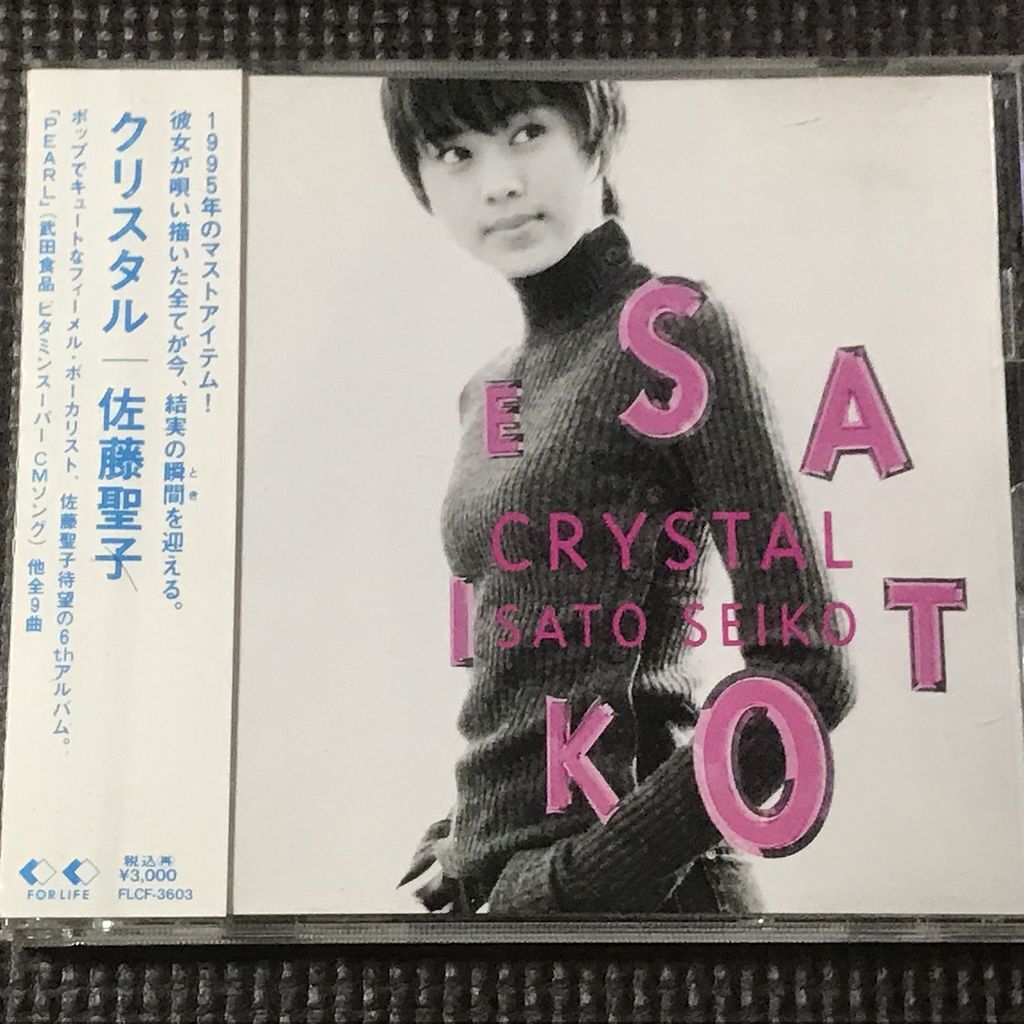 1995年のマストアイテム！
彼女が唄い描いた全てが今、結実の瞬間を迎える。
とき
クリスタル｜佐藤聖子
ポップでキュートなフィーメル・ボーカリスト、佐藤聖子待望の6thアルバム。
「PEARL」（武田食品 ビタミンスーパーCMソング）他全9曲
FOR LIFE
税込再
¥3,000
FLCF-3603
SATO
SEIKO
CRYSTAL
SATO SEIKO